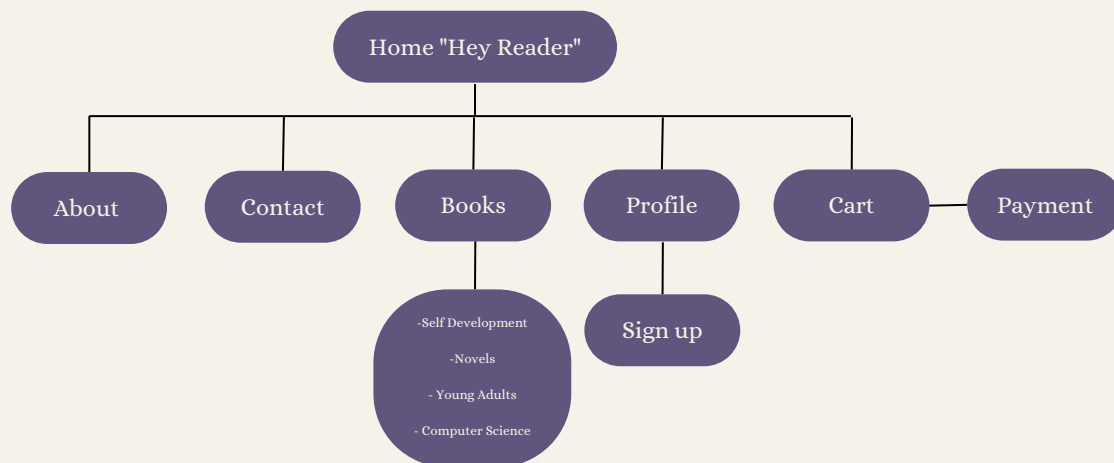 Home "Hey Reader"
About
Contact
Books
Profile
Cart
Payment
-Self Development
-Novels
- Young Adults
- Computer Science
Sign up